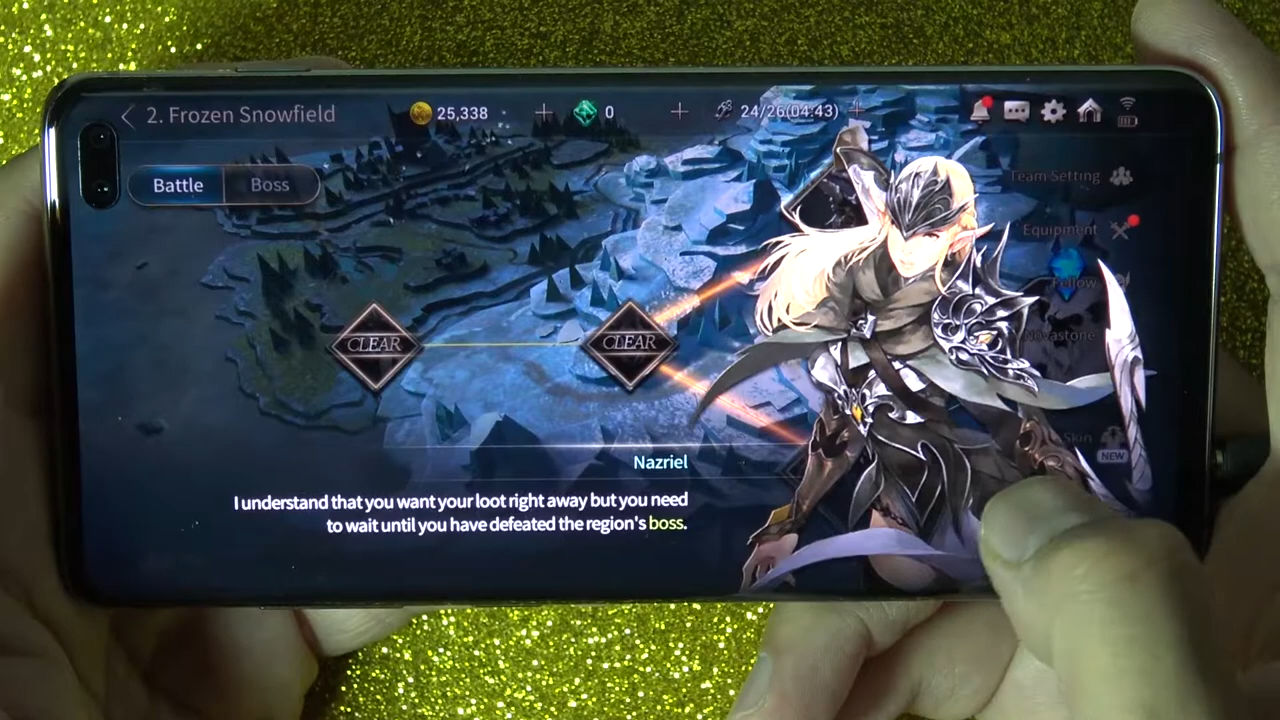 2. Frozen Snowfield
25,338
0
24/26(04:43)
Battle
Boss
Team Setting
Equipment
Fellow
Novastone
CLEAR
CLEAR
Skin
NEW
Nazriel
I understand that you want your loot right away but you need
to wait until you have defeated the region's boss.